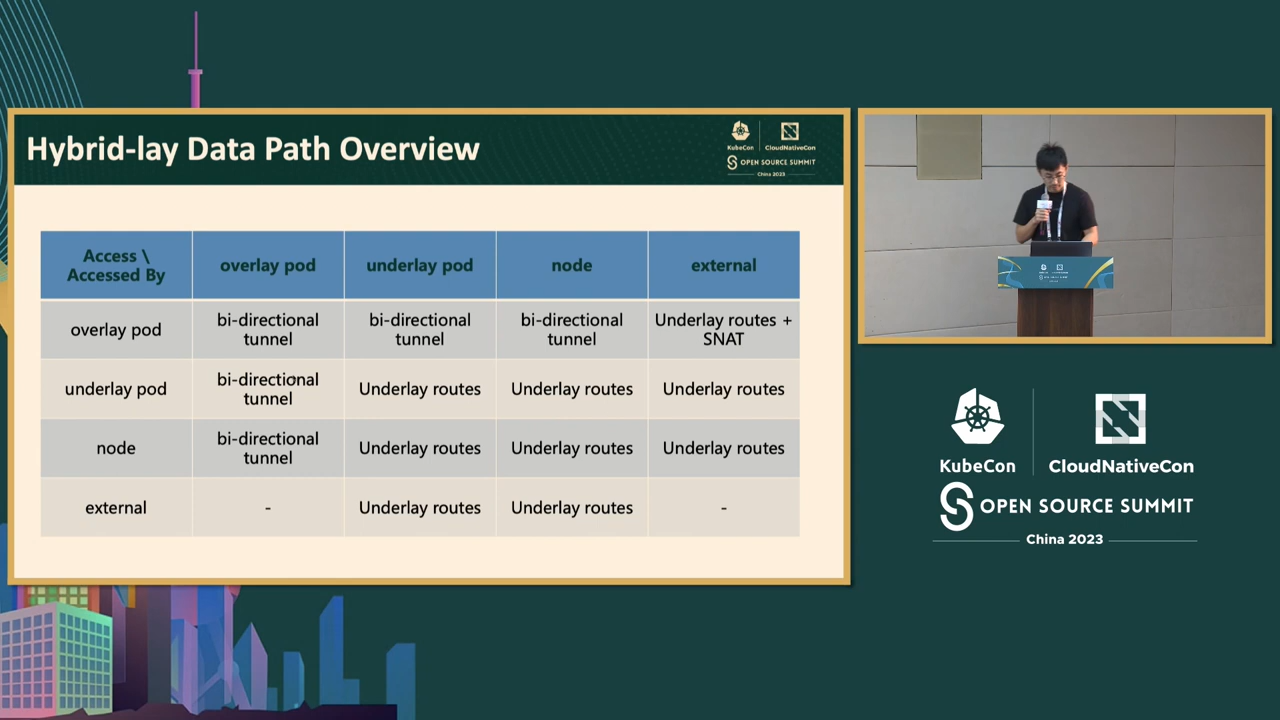 Hybrid-lay Data Path Overview
KubeCon CloudNativeCon
OPEN SOURCE SUMMIT
China 2023
Access \ Accessed By | overlay pod | underlay pod | node | external
overlay pod | bi-directional tunnel | bi-directional tunnel | bi-directional tunnel | Underlay routes + SNAT
underlay pod | bi-directional tunnel | Underlay routes | Underlay routes | Underlay routes
node | bi-directional tunnel | Underlay routes | Underlay routes | Underlay routes
external | - | Underlay routes | Underlay routes | -
KubeCon CloudNativeCon
OPEN SOURCE SUMMIT
China 2023